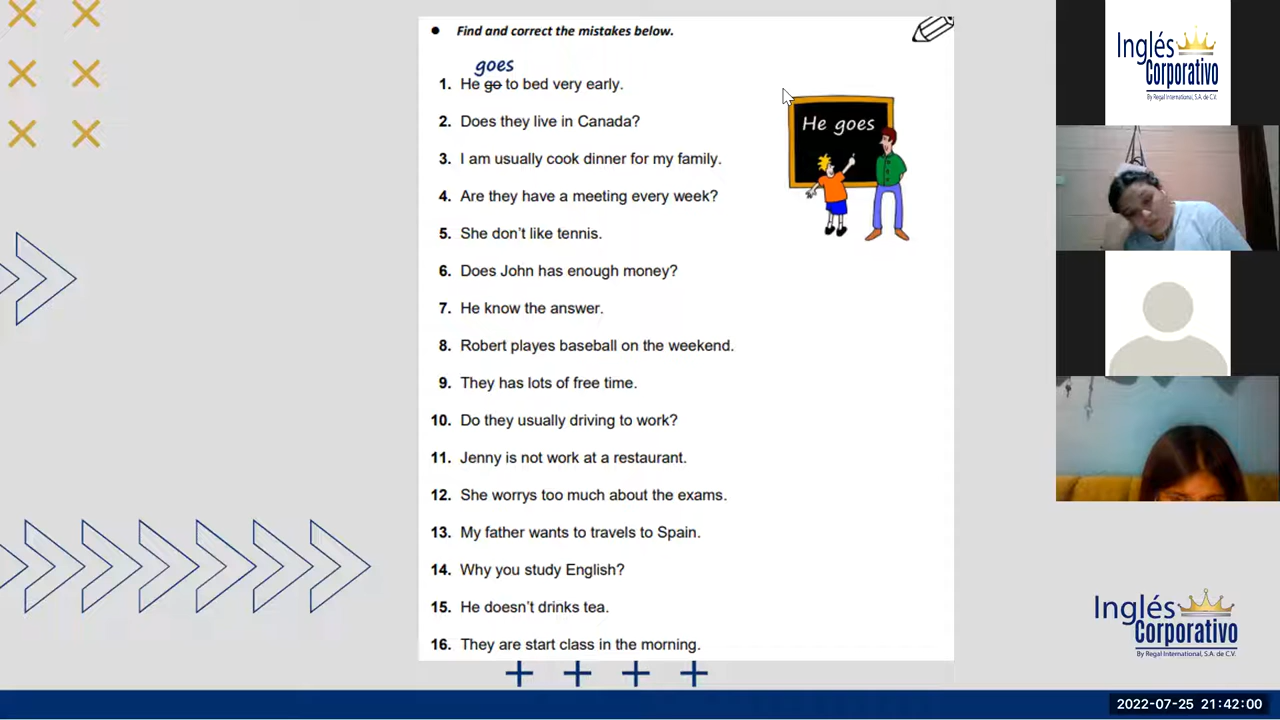 Find and correct the mistakes below.
goes
1. He go to bed very early.
2. Does they live in Canada?
3. I am usually cook dinner for my family.
4. Are they have a meeting every week?
5. She don't like tennis.
6. Does John has enough money?
7. He know the answer.
8. Robert playes baseball on the weekend.
9. They has lots of free time.
10. Do they usually driving to work?
11. Jenny is not work at a restaurant.
12. She worrys too much about the exams.
13. My father wants to travels to Spain.
14. Why you study English?
15. He doesn't drinks tea.
16. They are start class in the morning.
He goes
Inglés
Corporativo
By Regal International, S.A. de C.V.
Inglés
Corporativo
By Regal International, S.A. de C.V.
2022-07-25 21:42:00